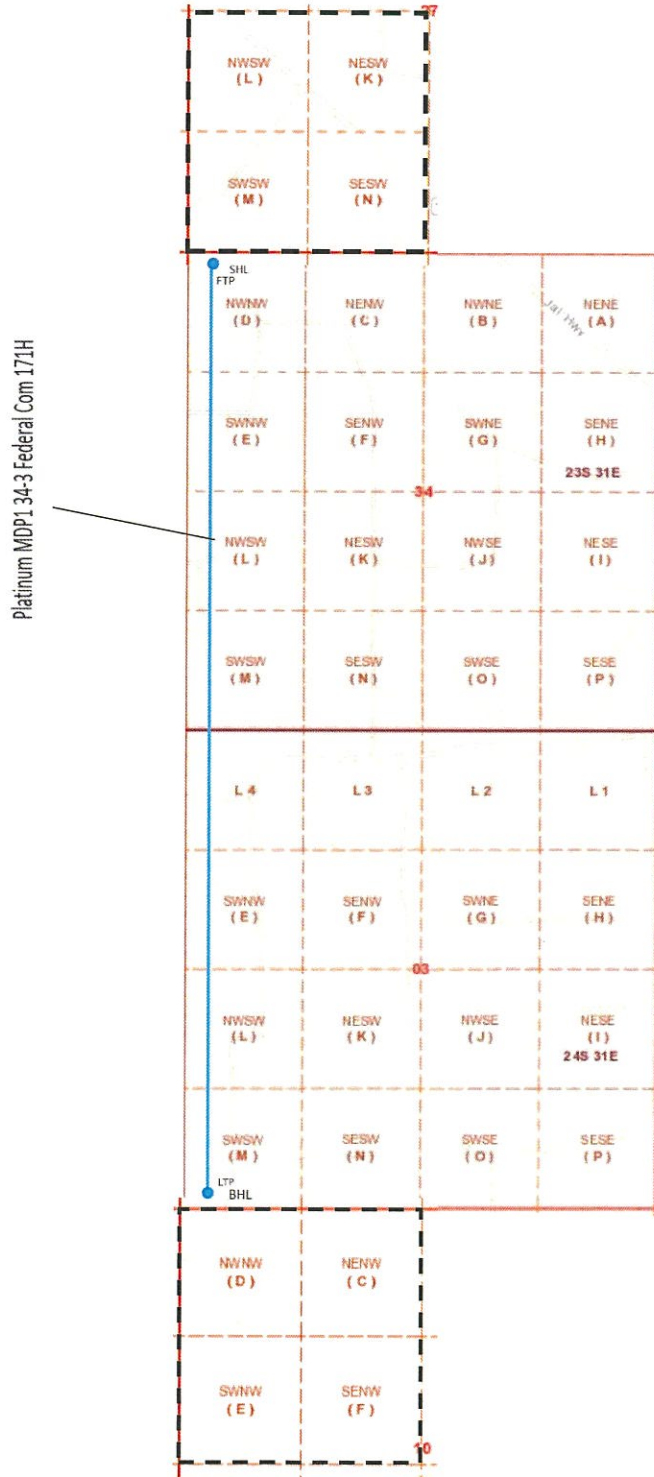 27
NWSW
(L)
NESW
(K)
SWSW
(M)
SESW
(N)
SHL
FTP
Platinum MDP1 34-3 Federal Com 171H
NWNW
(D)
NENW
(C)
NWNE
(B)
NENE
(A)
Jal Hwy
SWNW
(E)
SENW
(F)
SWNE
(G)
SENE
(H)
23S 31E
34
NWSW
(L)
NESW
(K)
NWSE
(J)
NESE
(I)
SWSW
(M)
SESW
(N)
SWSE
(O)
SESE
(P)
L 4
L 3
L 2
L 1
SWNW
(E)
SENW
(F)
SWNE
(G)
SENE
(H)
03
NWSW
(L)
NESW
(K)
NWSE
(J)
NESE
(I)
24S 31E
SWSW
(M)
SESW
(N)
SWSE
(O)
SESE
(P)
LTP
BHL
NWNW
(D)
NENW
(C)
SWNW
(E)
SENW
(F)
10